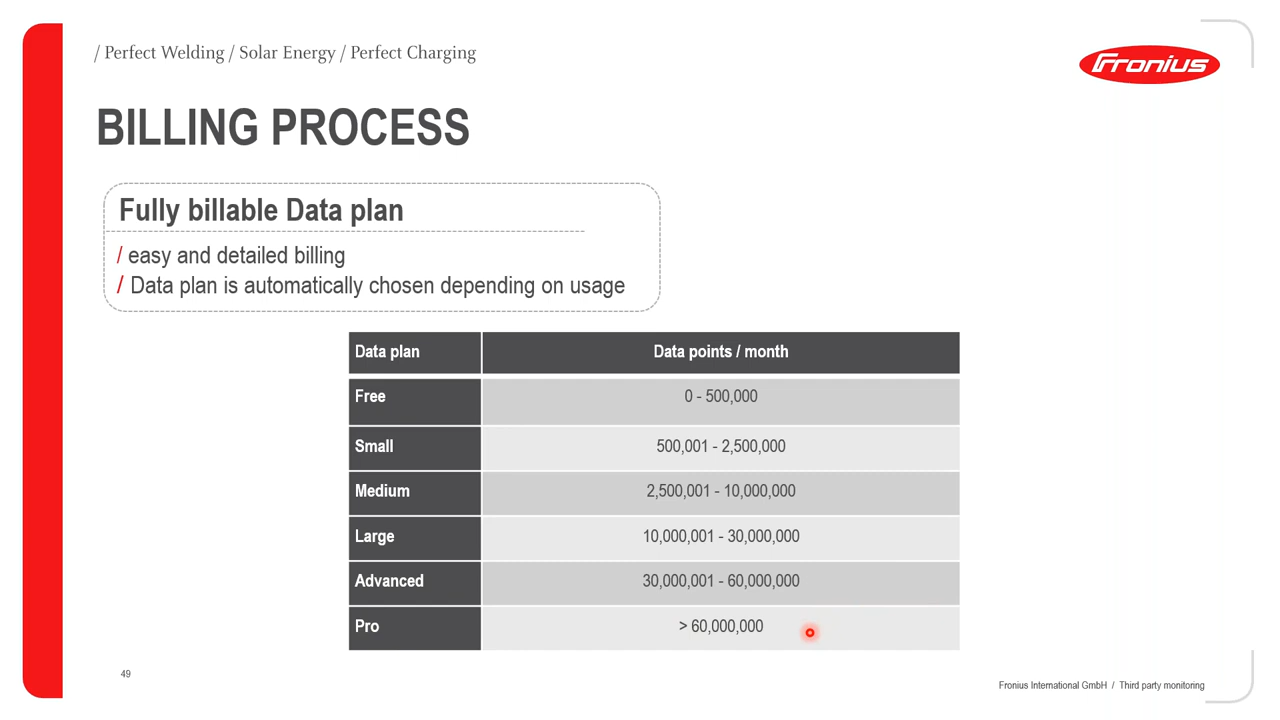 / Perfect Welding / Solar Energy / Perfect Charging
Fronius
BILLING PROCESS
Fully billable Data plan
/ easy and detailed billing
/ Data plan is automatically chosen depending on usage
Data plan Data points / month
Free 0 - 500,000
Small 500,001 - 2,500,000
Medium 2,500,001 - 10,000,000
Large 10,000,001 - 30,000,000
Advanced 30,000,001 - 60,000,000
Pro > 60,000,000
49
Fronius International GmbH / Third party monitoring